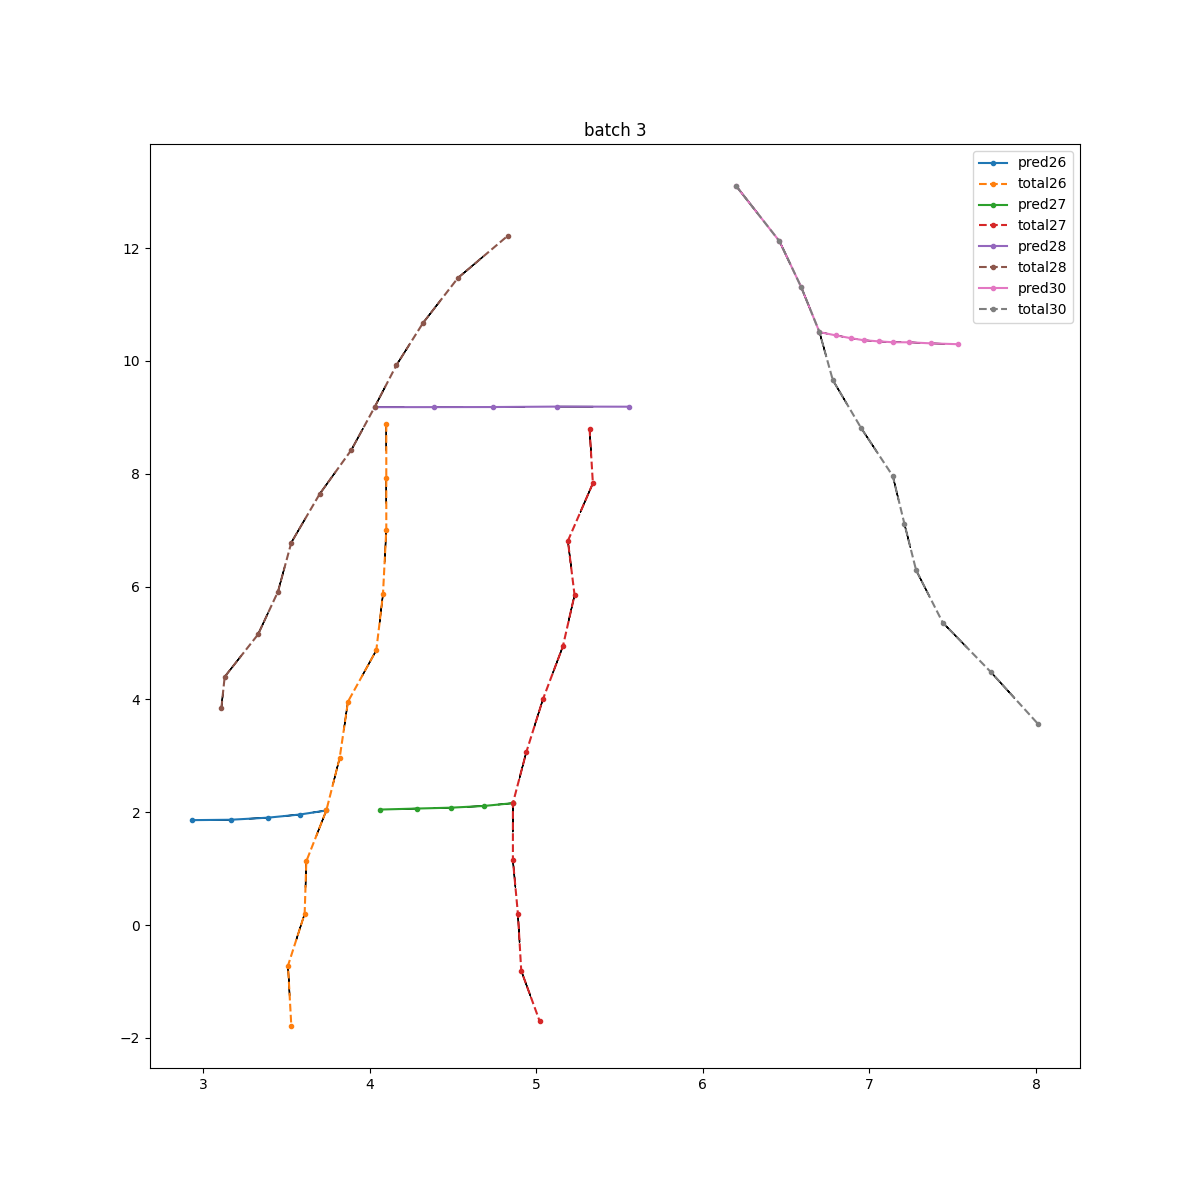 batch 3
pred26
total26
pred27
total27
pred28
total28
pred30
total30
12
10
8
6
4
2
0
−2
3 4 5 6 7 8